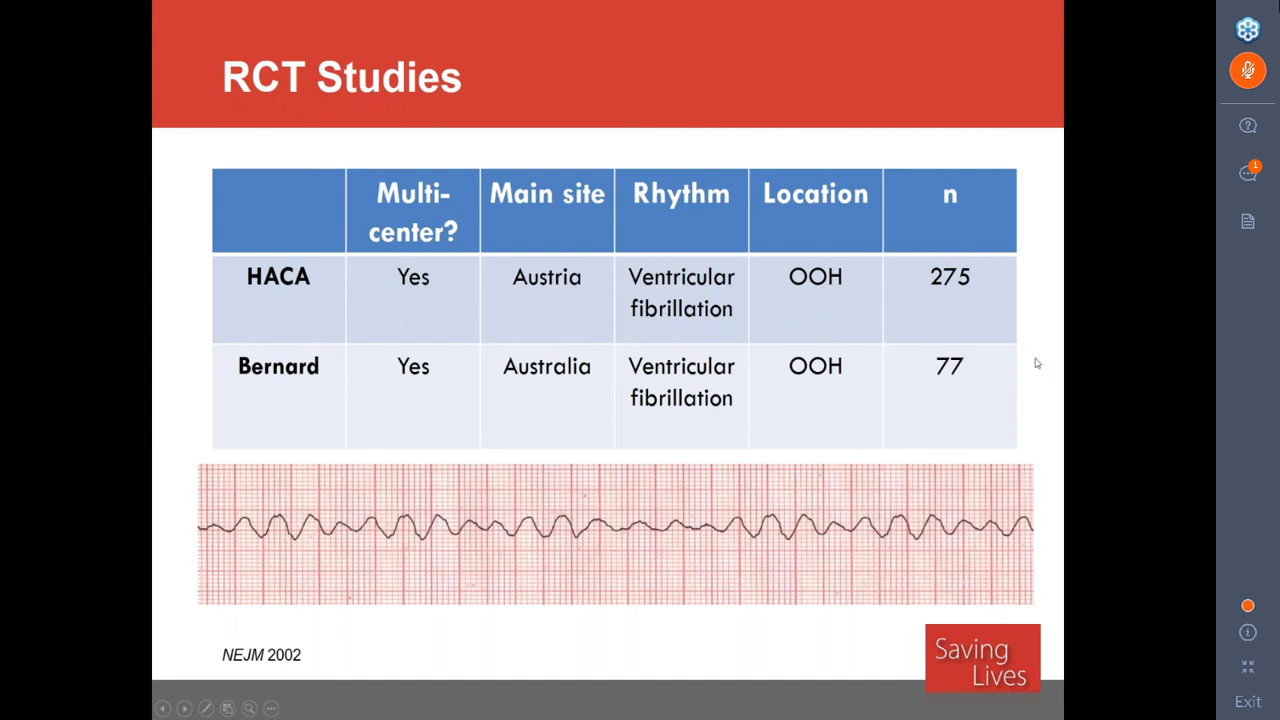 RCT Studies
Multi-
center?
Main site
Rhythm
Location
n
HACA
Yes
Austria
Ventricular
fibrillation
OOH
275
Bernard
Yes
Australia
Ventricular
fibrillation
OOH
77
NEJM 2002
Saving
Lives
1
Exit